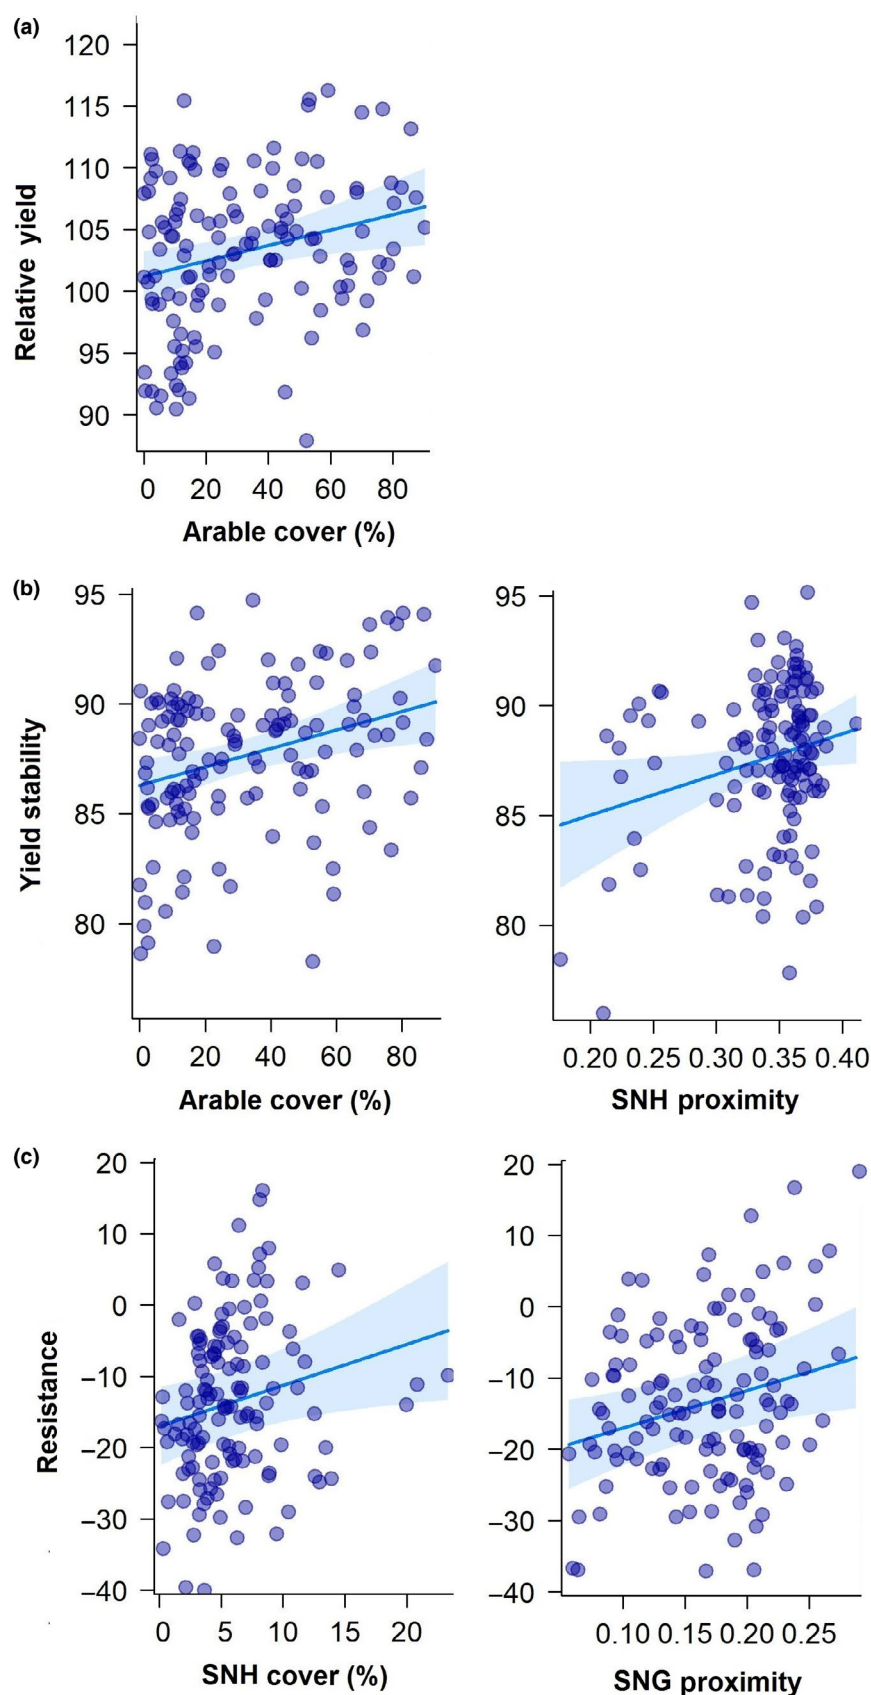 (a)
120
115
110
105
100
95
90
Relative yield
0 20 40 60 80
Arable cover (%)
(b)
95
90
85
80
Yield stability
0 20 40 60 80
Arable cover (%)
95
90
85
80
0.20 0.25 0.30 0.35 0.40
SNH proximity
(c)
20
10
0
−10
−20
−30
−40
Resistance
0 5 10 15 20
SNH cover (%)
20
10
0
−10
−20
−30
−40
0.10 0.15 0.20 0.25
SNG proximity